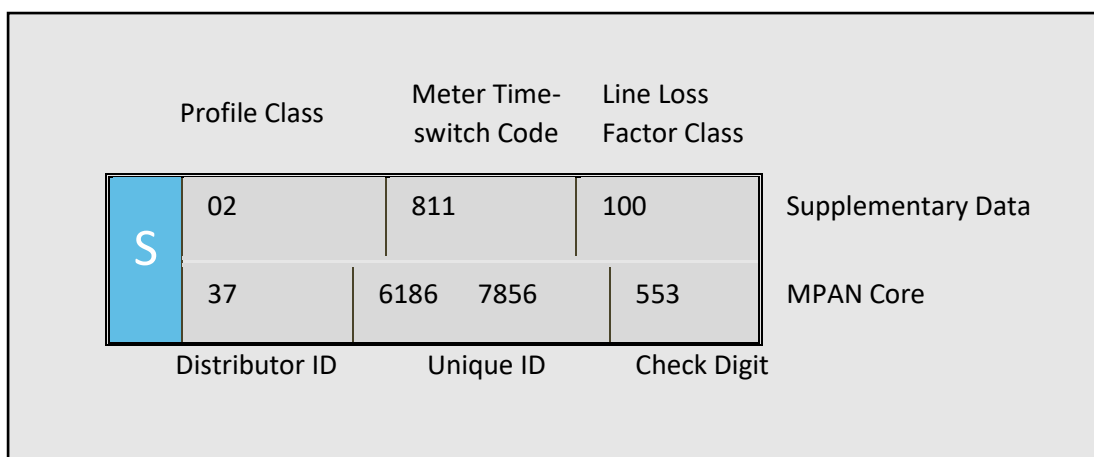 Profile Class
Meter Time-
switch Code
Line Loss
Factor Class
S
02 811 100 Supplementary Data
37 6186 7856 553 MPAN Core
Distributor ID Unique ID Check Digit